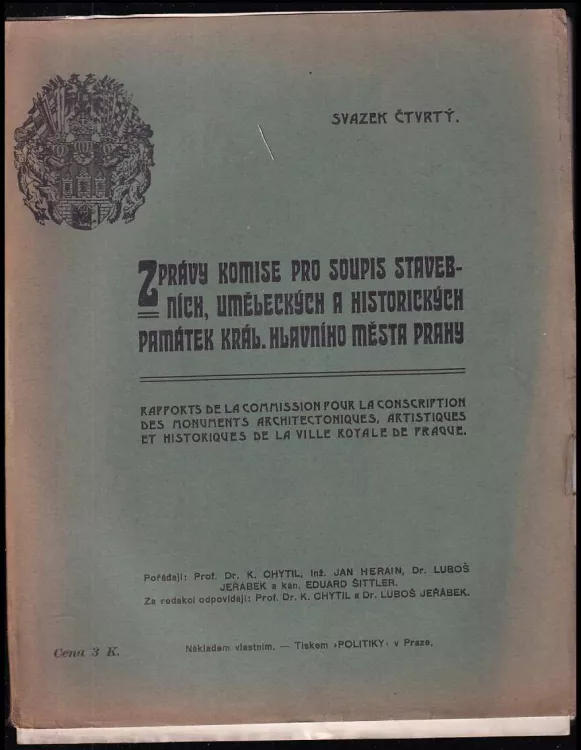 SVAZEK ČTVRTÝ.
ZPRÁVY KOMISE PRO SOUPIS STAVEB-
NÍCH, UMĚLECKÝCH A HISTORICKÝCH
PAMÁTEK KRÁL. HLAVNÍHO MĚSTA PRAHY
RAPPORTS DE LA COMMISSION POUR LA CONSCRIPTION
DES MONUMENTS ARCHITECTONIQUES, ARTISTIQUES
ET HISTORIQUES DE LA VILLE ROYALE DE PRAGUE.
Pořádají: Prof. Dr. K. CHYTIL, Inž. JAN HERAIN, Dr. LUBOŠ
JEŘÁBEK a kan. EDUARD ŠITTLER.
Za redakci odpovídají: Prof. Dr. K. CHYTIL a Dr. LUBOŠ JEŘÁBEK.
Cena 3 K.
Nákladem vlastním. — Tiskem ›POLITIKY‹ v Praze.